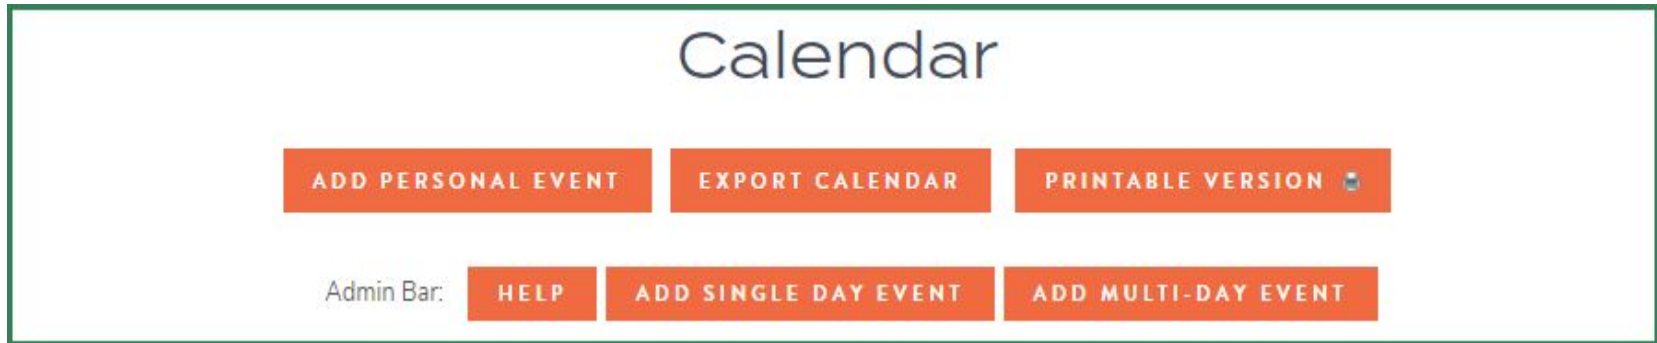 Calendar
ADD PERSONAL EVENT EXPORT CALENDAR PRINTABLE VERSION
Admin Bar: HELP ADD SINGLE DAY EVENT ADD MULTI-DAY EVENT